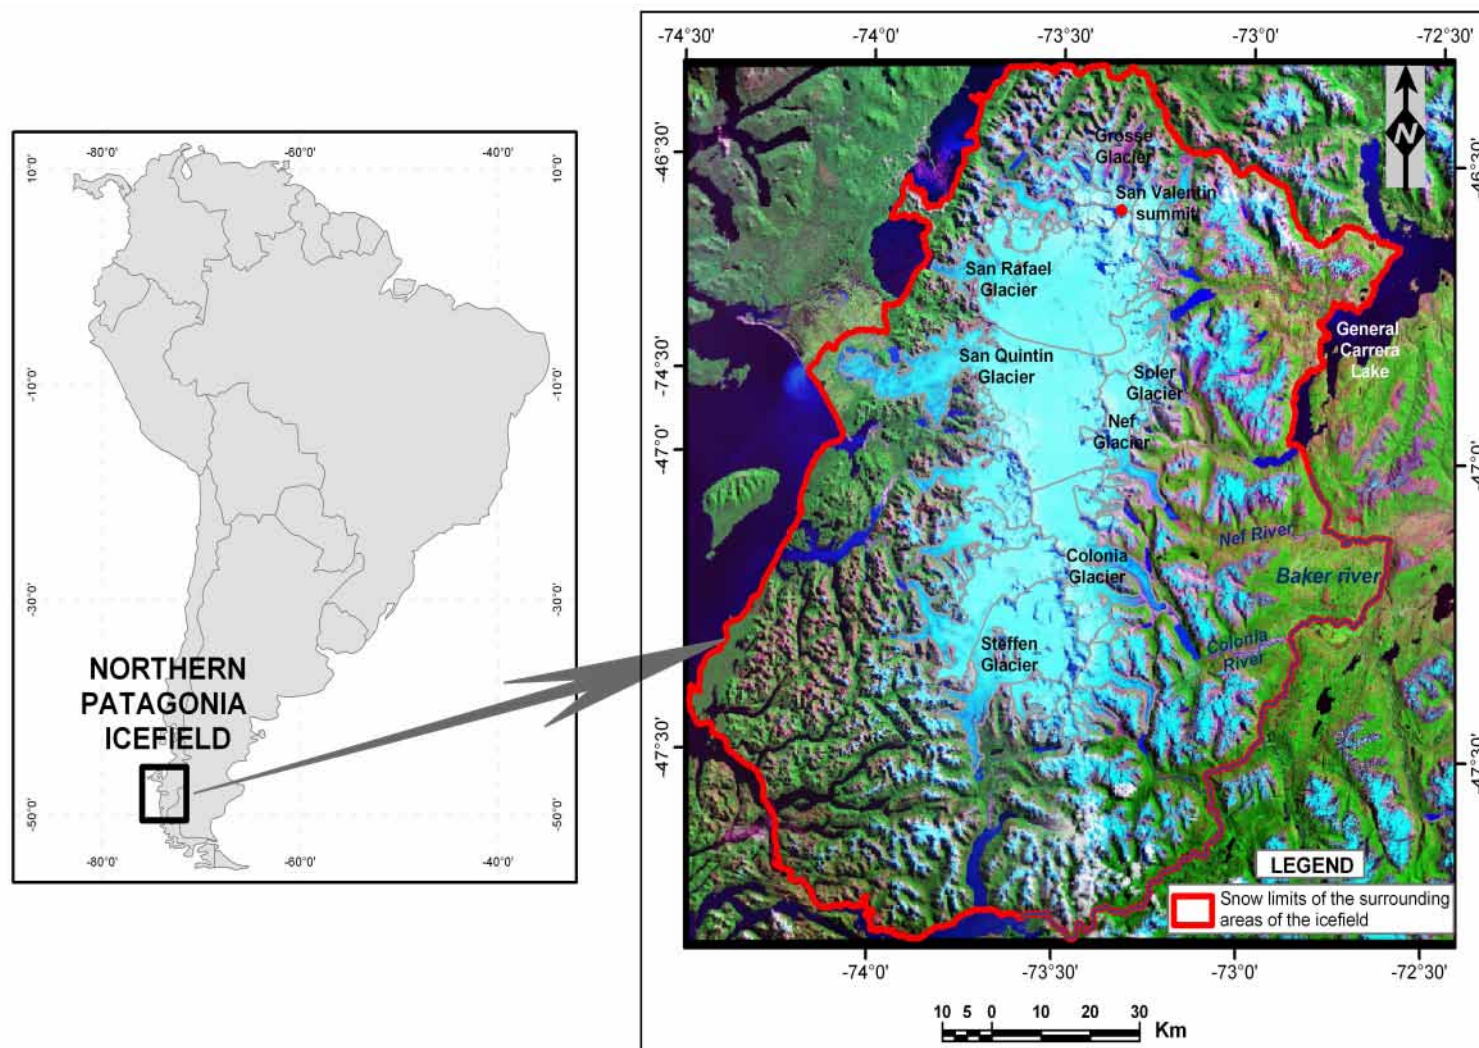 -80°0'
-60°0'
-40°0'
10°0'
10°0'
-10°0'
-10°0'
-30°0'
-30°0'
-50°0'
-50°0'
-80°0'
-60°0'
-40°0'
NORTHERN
PATAGONIA
ICEFIELD
-74°30'
-74°0'
-73°30'
-73°0'
-72°30'
-46°30'
-46°30'
-74°30'
-47°0'
-47°0'
-47°30'
-47°30'
-74°0'
-73°30'
-73°0'
-72°30'
N
Grosse
Glacier
San Valentin
summit
San Rafael
Glacier
San Quintin
Glacier
General
Carrera
Lake
Soler
Glacier
Nef
Glacier
Nef River
Colonia
Glacier
Baker river
Colonia
River
Steffen
Glacier
LEGEND
Snow limits of the surrounding
areas of the icefield
10 5 0 10 20 30
Km